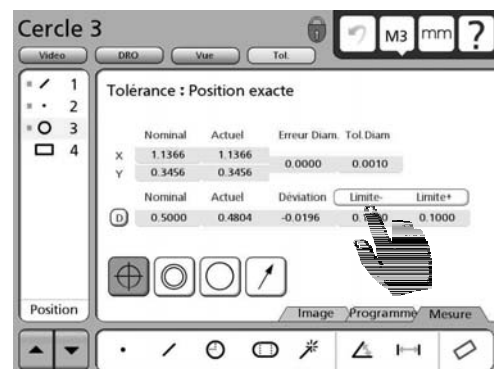 Cercle 3
M3 mm ?
Video DRO Vue Tol.
1
2
3
4
Tolérance : Position exacte
Nominal Actuel Erreur Diam. Tol.Diam
X 1.1366 1.1366
0.0000 0.0010
Y 0.3456 0.3456
Nominal Actuel Déviation Limite- Limite+
D 0.5000 0.4804 -0.0196 0.1000
Position
Image Programme Mesure